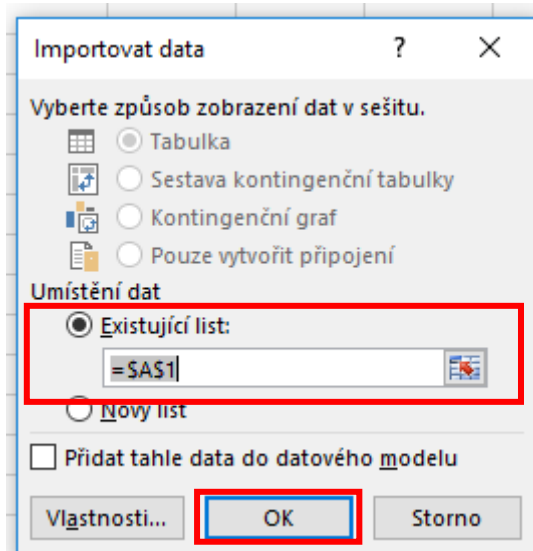 Importovat data ?
Vyberte způsob zobrazení dat v sešitu.
Tabulka
Sestava kontingenční tabulky
Kontingenční graf
Pouze vytvořit připojení
Umístění dat
Existující list:
=$A$1
Nový list
Přidat tahle data do datového modelu
Vlastnosti... OK Storno